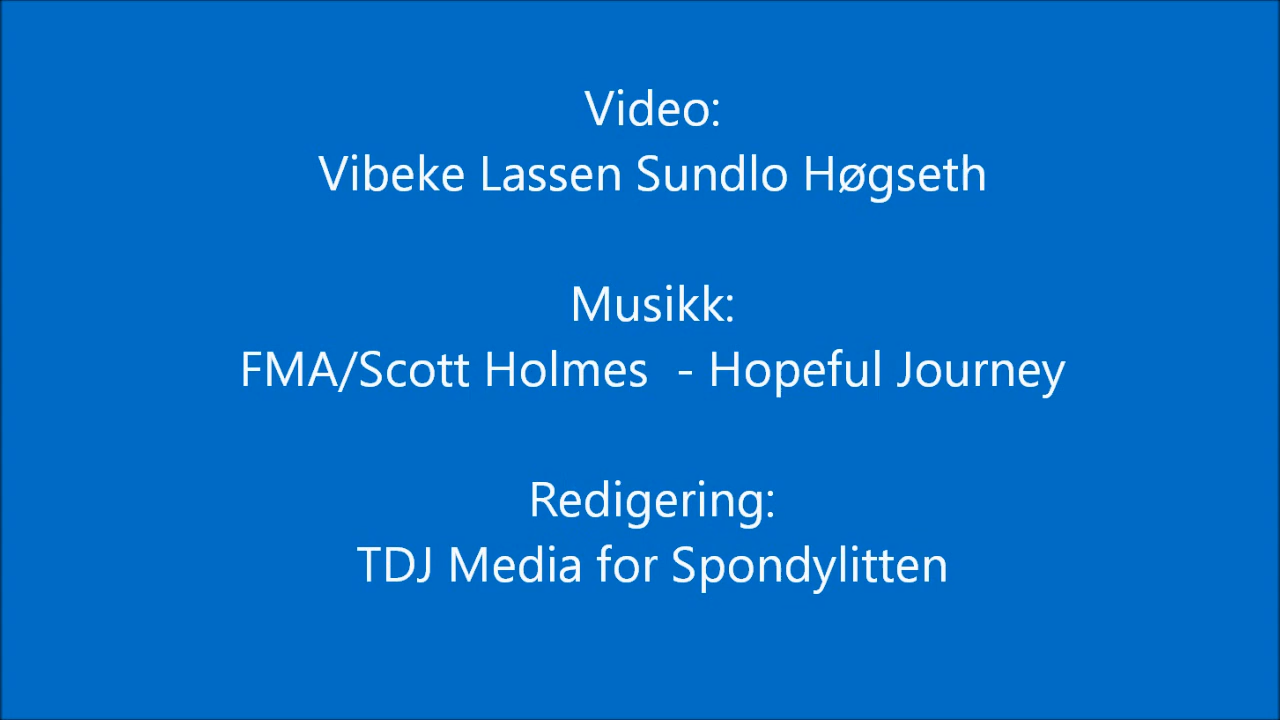 Video:
Vibeke Lassen Sundlo Høgseth
Musikk:
FMA/Scott Holmes  - Hopeful Journey
Redigering:
TDJ Media for Spondylitten